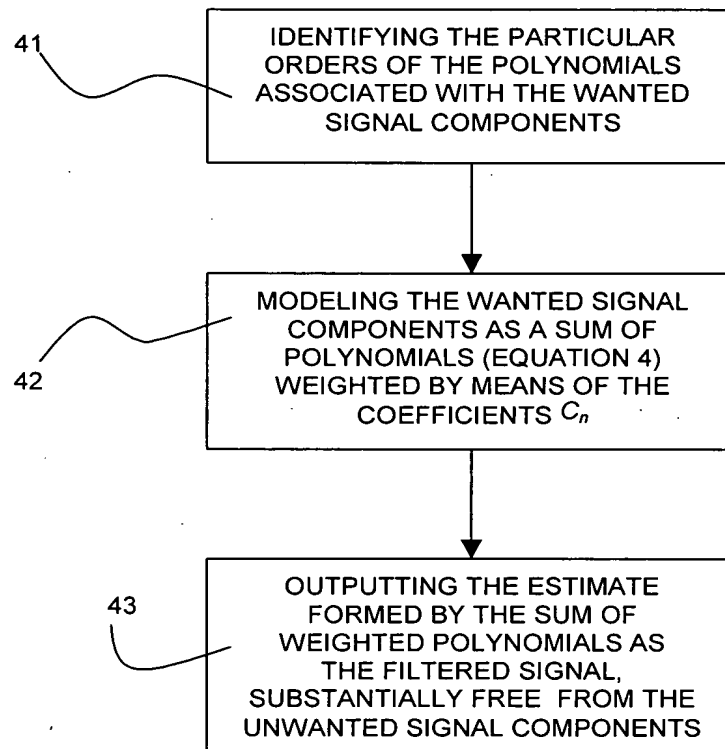 41
IDENTIFYING THE PARTICULAR
ORDERS OF THE POLYNOMIALS
ASSOCIATED WITH THE WANTED
SIGNAL COMPONENTS
42
MODELING THE WANTED SIGNAL
COMPONENTS AS A SUM OF
POLYNOMIALS (EQUATION 4)
WEIGHTED BY MEANS OF THE
COEFFICIENTS Cn
43
OUTPUTTING THE ESTIMATE
FORMED BY THE SUM OF
WEIGHTED POLYNOMIALS AS
THE FILTERED SIGNAL,
SUBSTANTIALLY FREE FROM THE
UNWANTED SIGNAL COMPONENTS